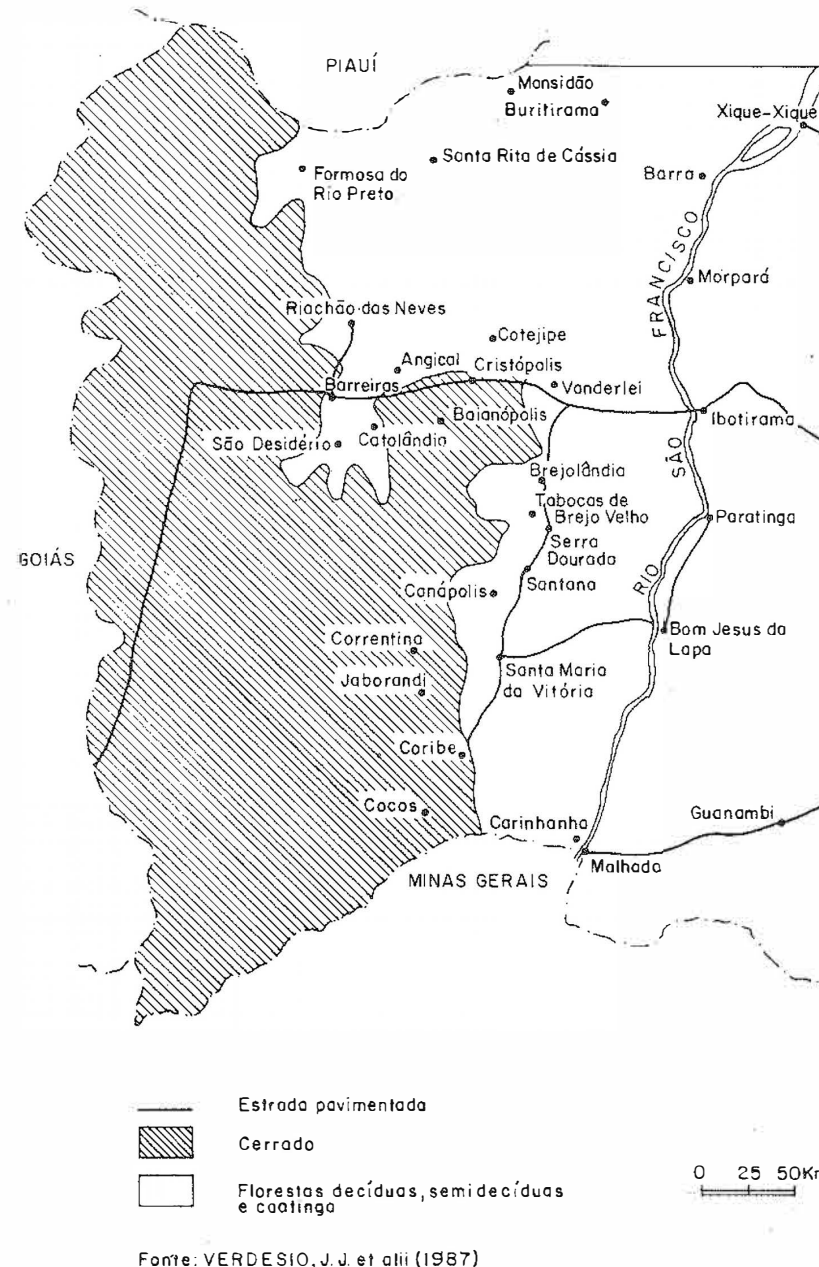 PIAUÍ
Mansidão
Buritirama
Xique-Xique
Santa Rita de Cássia
Formosa do
Rio Preto
Barra
FRANCISCO
Morpará
Riachão das Neves
Cotejipe
Angical
Cristópolis
Vanderlei
Barreiras
Ibotirama
Baianópolis
São Desidério
Catolândia
SÃO
Brejolândia
Tabocas de
Brejo Velho
Paratinga
Serra
Dourada
GOIÁS
Santana
RIO
Canápolis
Bom Jesus da
Lapa
Correntina
Santa Maria
da Vitória
Jaborandi
Coribe
Cocos
Carinhanha
Guanambi
Malhada
MINAS GERAIS
Estrada pavimentada
Cerrado
0 25 50Km
Florestas decíduas, semidecíduas
e caatinga
Fonte: VERDESIO, J.J. et alii (1987)